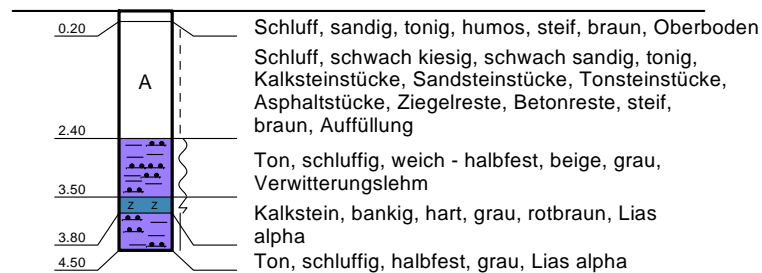 0.20
Schluff, sandig, tonig, humos, steif, braun, Oberboden
A
Schluff, schwach kiesig, schwach sandig, tonig,
Kalksteinstücke, Sandsteinstücke, Tonsteinstücke,
Asphaltstücke, Ziegelreste, Betonreste, steif,
braun, Auffüllung
2.40
Ton, schluffig, weich - halbfest, beige, grau,
Verwitterungslehm
3.50
z z
Kalkstein, bankig, hart, grau, rotbraun, Lias
alpha
3.80
Ton, schluffig, halbfest, grau, Lias alpha
4.50